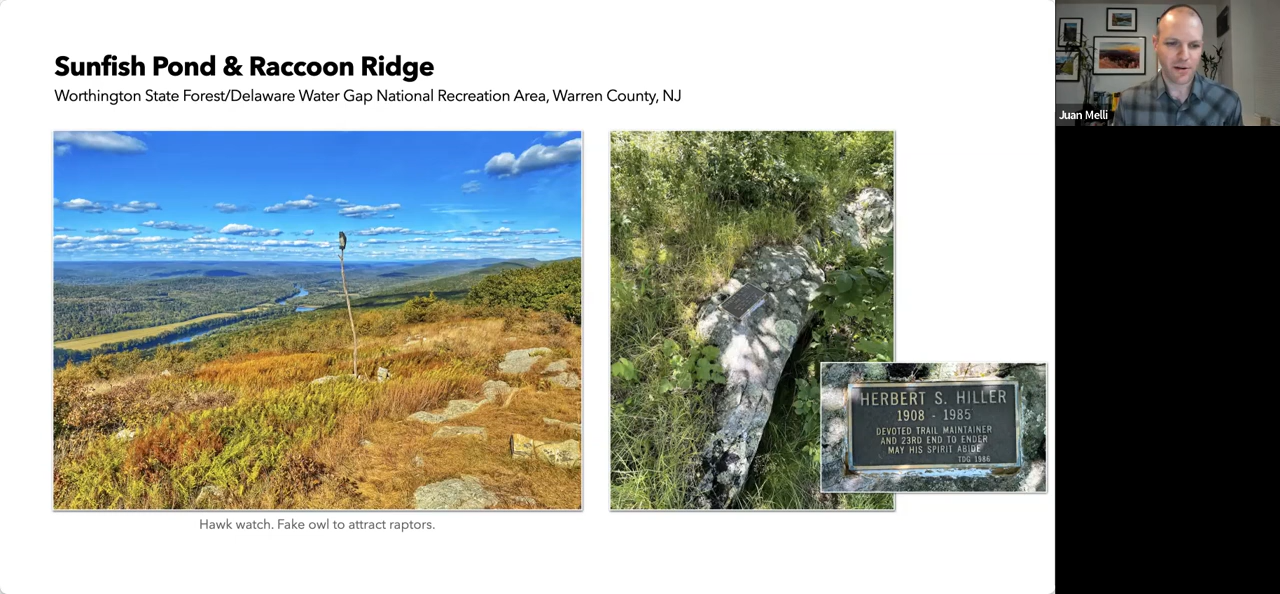 Sunfish Pond & Raccoon Ridge
Worthington State Forest/Delaware Water Gap National Recreation Area, Warren County, NJ
Juan Melli
HERBERT S. HILLER
1908 - 1985
DEVOTED TRAIL MAINTAINER
AND 23RD END TO ENDER
MAY HIS SPIRIT ABIDE
TDG 1986
Hawk watch. Fake owl to attract raptors.